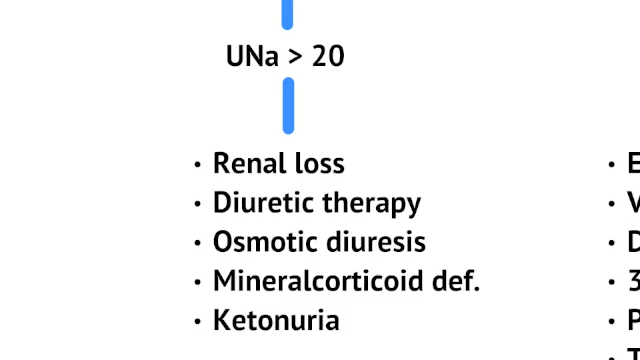 UNa > 20
• Renal loss
• Diuretic therapy
• Osmotic diuresis
• Mineralcorticoid def.
• Ketonuria